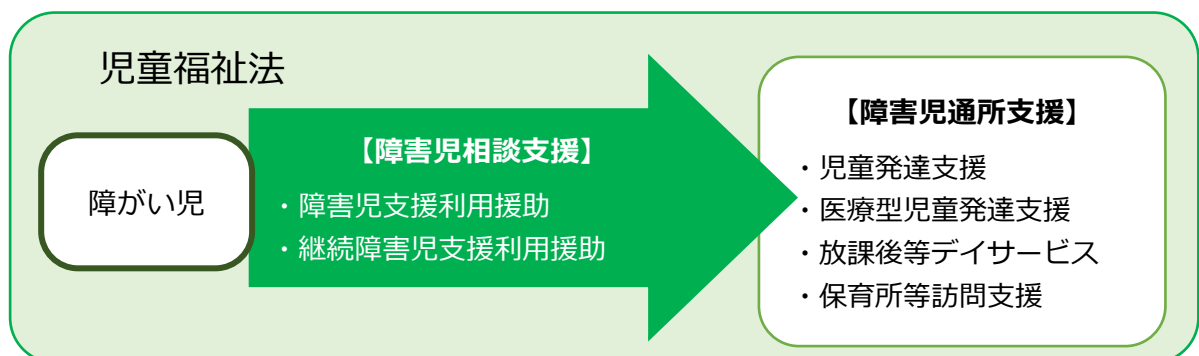 児童福祉法
障がい児
【障害児相談支援】
・障害児支援利用援助
・継続障害児支援利用援助
【障害児通所支援】
・児童発達支援
・医療型児童発達支援
・放課後等デイサービス
・保育所等訪問支援